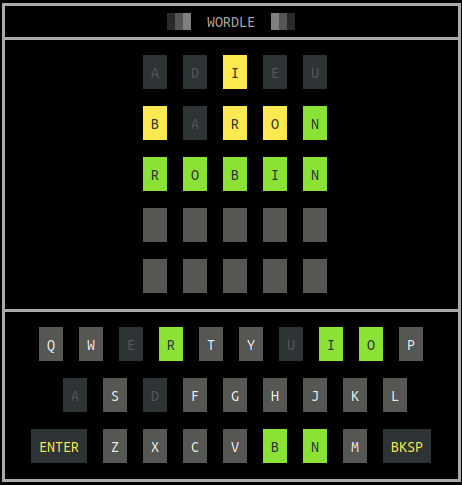 WORDLE
A D I E U
B A R O N
R O B I N
Q W E R T Y U I O P
A S D F G H J K L
ENTER Z X C V B N M BKSP